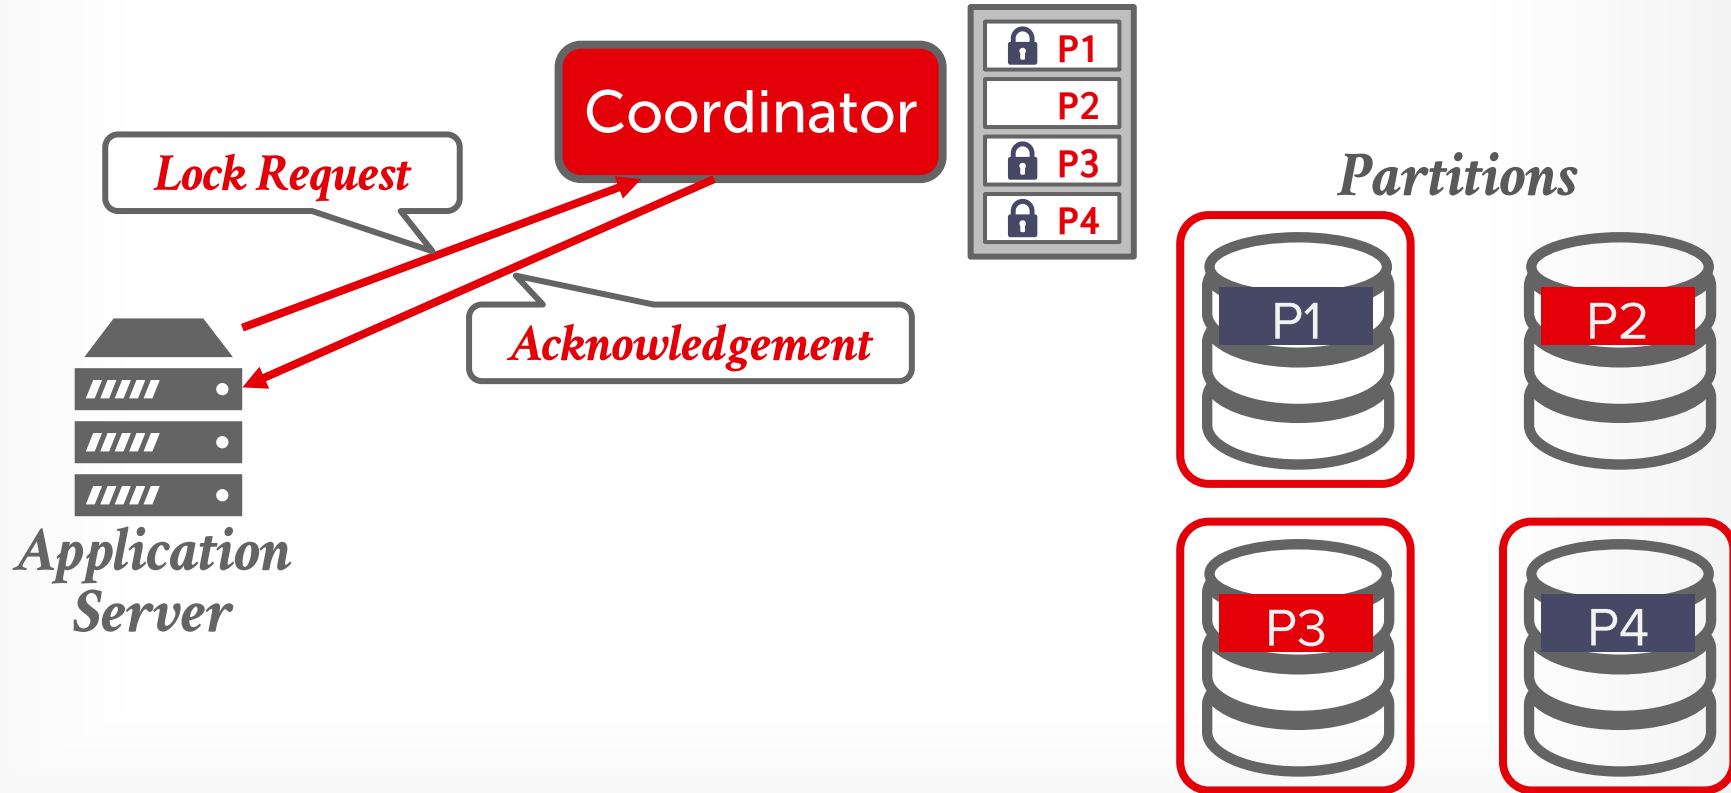 Coordinator
P1
P2
P3
P4
Lock Request
Acknowledgement
Application
Server
Partitions
P1
P2
P3
P4